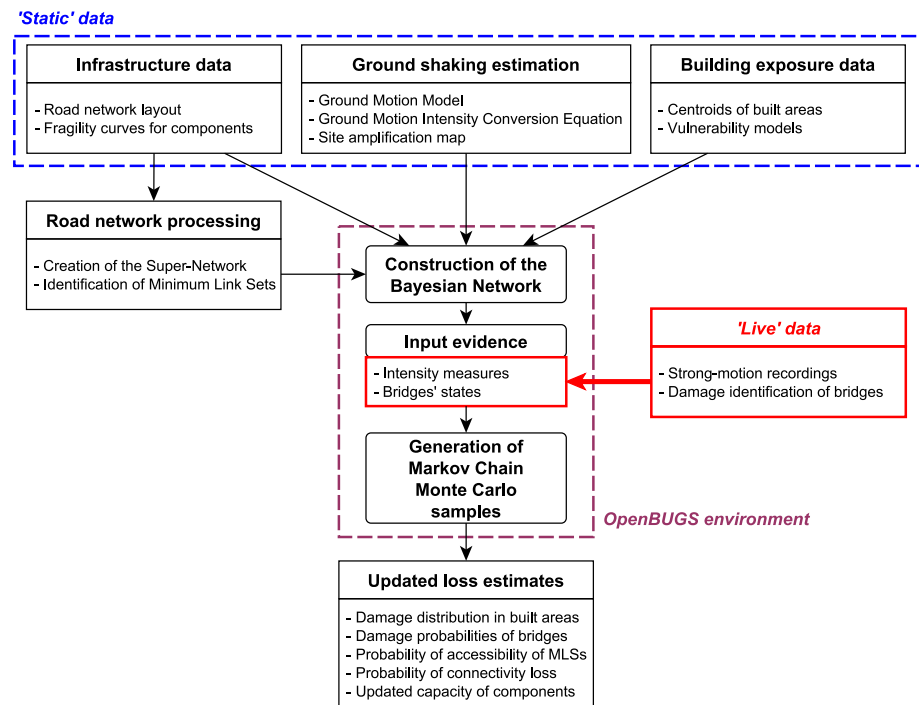 'Static' data
Infrastructure data
- Road network layout
- Fragility curves for components
Ground shaking estimation
- Ground Motion Model
- Ground Motion Intensity Conversion Equation
- Site amplification map
Building exposure data
- Centroids of built areas
- Vulnerability models
Road network processing
- Creation of the Super-Network
- Identification of Minimum Link Sets
Construction of the
Bayesian Network
Input evidence
- Intensity measures
- Bridges' states
'Live' data
- Strong-motion recordings
- Damage identification of bridges
Generation of
Markov Chain
Monte Carlo
samples
OpenBUGS environment
Updated loss estimates
- Damage distribution in built areas
- Damage probabilities of bridges
- Probability of accessibility of MLSs
- Probability of connectivity loss
- Updated capacity of components